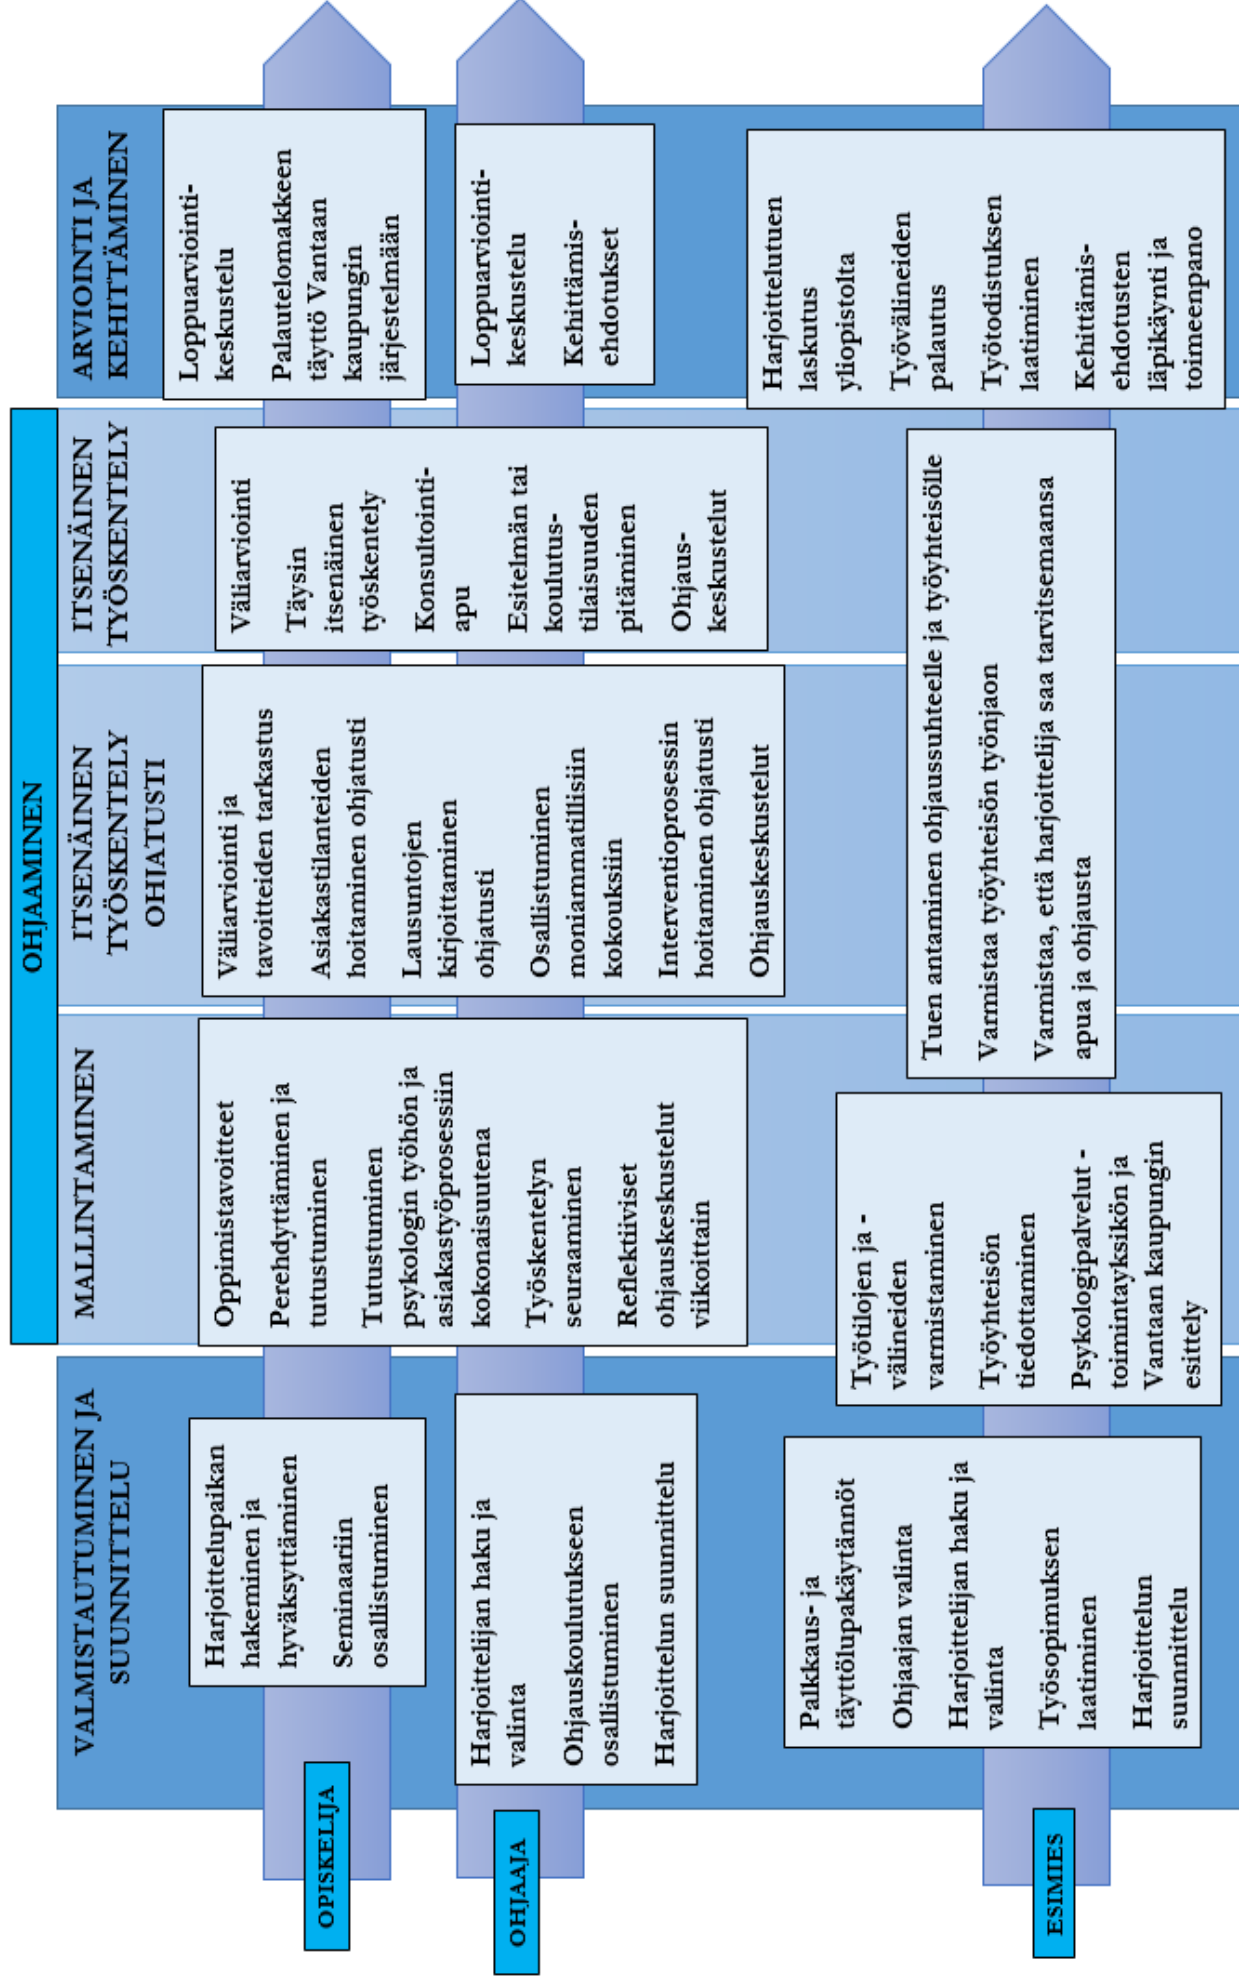 OHJAAMINEN
VALMISTAUTUMINEN JA
SUUNNITTELU
MALLINTAMINEN
ITSENÄINEN
TYÖSKENTELY
OHJATUSTI
ITSENÄINEN
TYÖSKENTELY
ARVIOINTI JA
KEHITTÄMINEN
OPISKELIJA
Harjoittelupaikan
hakeminen ja
hyväksyttäminen
Seminaariin
osallistuminen
OHJAAJA
Harjoittelijan haku ja
valinta
Ohjauskoulutukseen
osallistuminen
Harjoittelun suunnittelu
Oppimistavoitteet
Perehdyttäminen ja
tutustuminen
Tutustuminen
psykologin työhön ja
asiakastyöprosessiin
kokonaisuutena
Työskentelyn
seuraaminen
Reflektiiviset
ohjauskeskustelut
viikoittain
Väliarviointi ja
tavoitteiden tarkastus
Asiakastilanteiden
hoitaminen ohjatusti
Lausuntojen
kirjoittaminen
ohjatusti
Osallistuminen
moniammatillisiin
kokouksiin
Interventioprosessin
hoitaminen ohjatusti
Ohjauskeskustelut
Väliarviointi
Täysin
itsenäinen
työskentely
Konsultointi-
apu
Esitelmän tai
koulutus-
tilaisuuden
pitäminen
Ohjaus-
keskustelut
Loppuarviointi-
keskustelu
Palautelomakkeen
täyttö Vantaan
kaupungin
järjestelmään
Loppuarviointi-
keskustelu
Kehittämis-
ehdotukset
ESIMIES
Palkkaus- ja
täyttölupakäytännöt
Ohjaajan valinta
Harjoittelijan haku ja
valinta
Työsopimuksen
laatiminen
Harjoittelun
suunnittelu
Työtilojen ja -
välineiden
varmistaminen
Työyhteisön
tiedottaminen
Psykologipalvelut -
toimintayksikön ja
Vantaan kaupungin
esittely
Tuen antaminen ohjaussuhteelle ja työyhteisölle
Varmistaa työyhteisön työnjaon
Varmistaa, että harjoittelija saa tarvitsemaansa
apua ja ohjausta
Harjoittelutuen
laskutus
yliopistolta
Työvälineiden
palautus
Työtodistuksen
laatiminen
Kehittämis-
ehdotusten
läpikäynti ja
toimeenpano